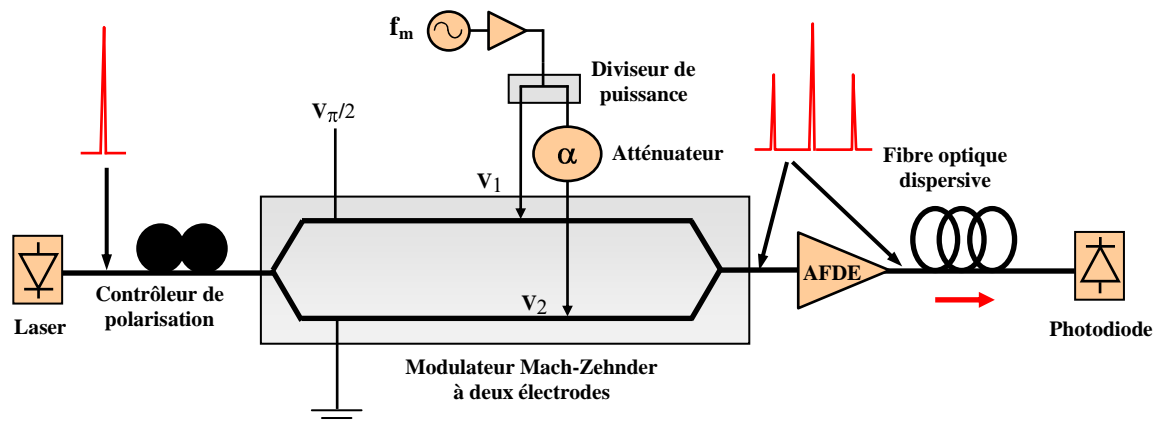 fm
Diviseur de
puissance
Vπ/2
α
Atténuateur
V1
Fibre optique
dispersive
AFDE
Contrôleur de
polarisation
V2
Laser
Photodiode
Modulateur Mach-Zehnder
à deux électrodes